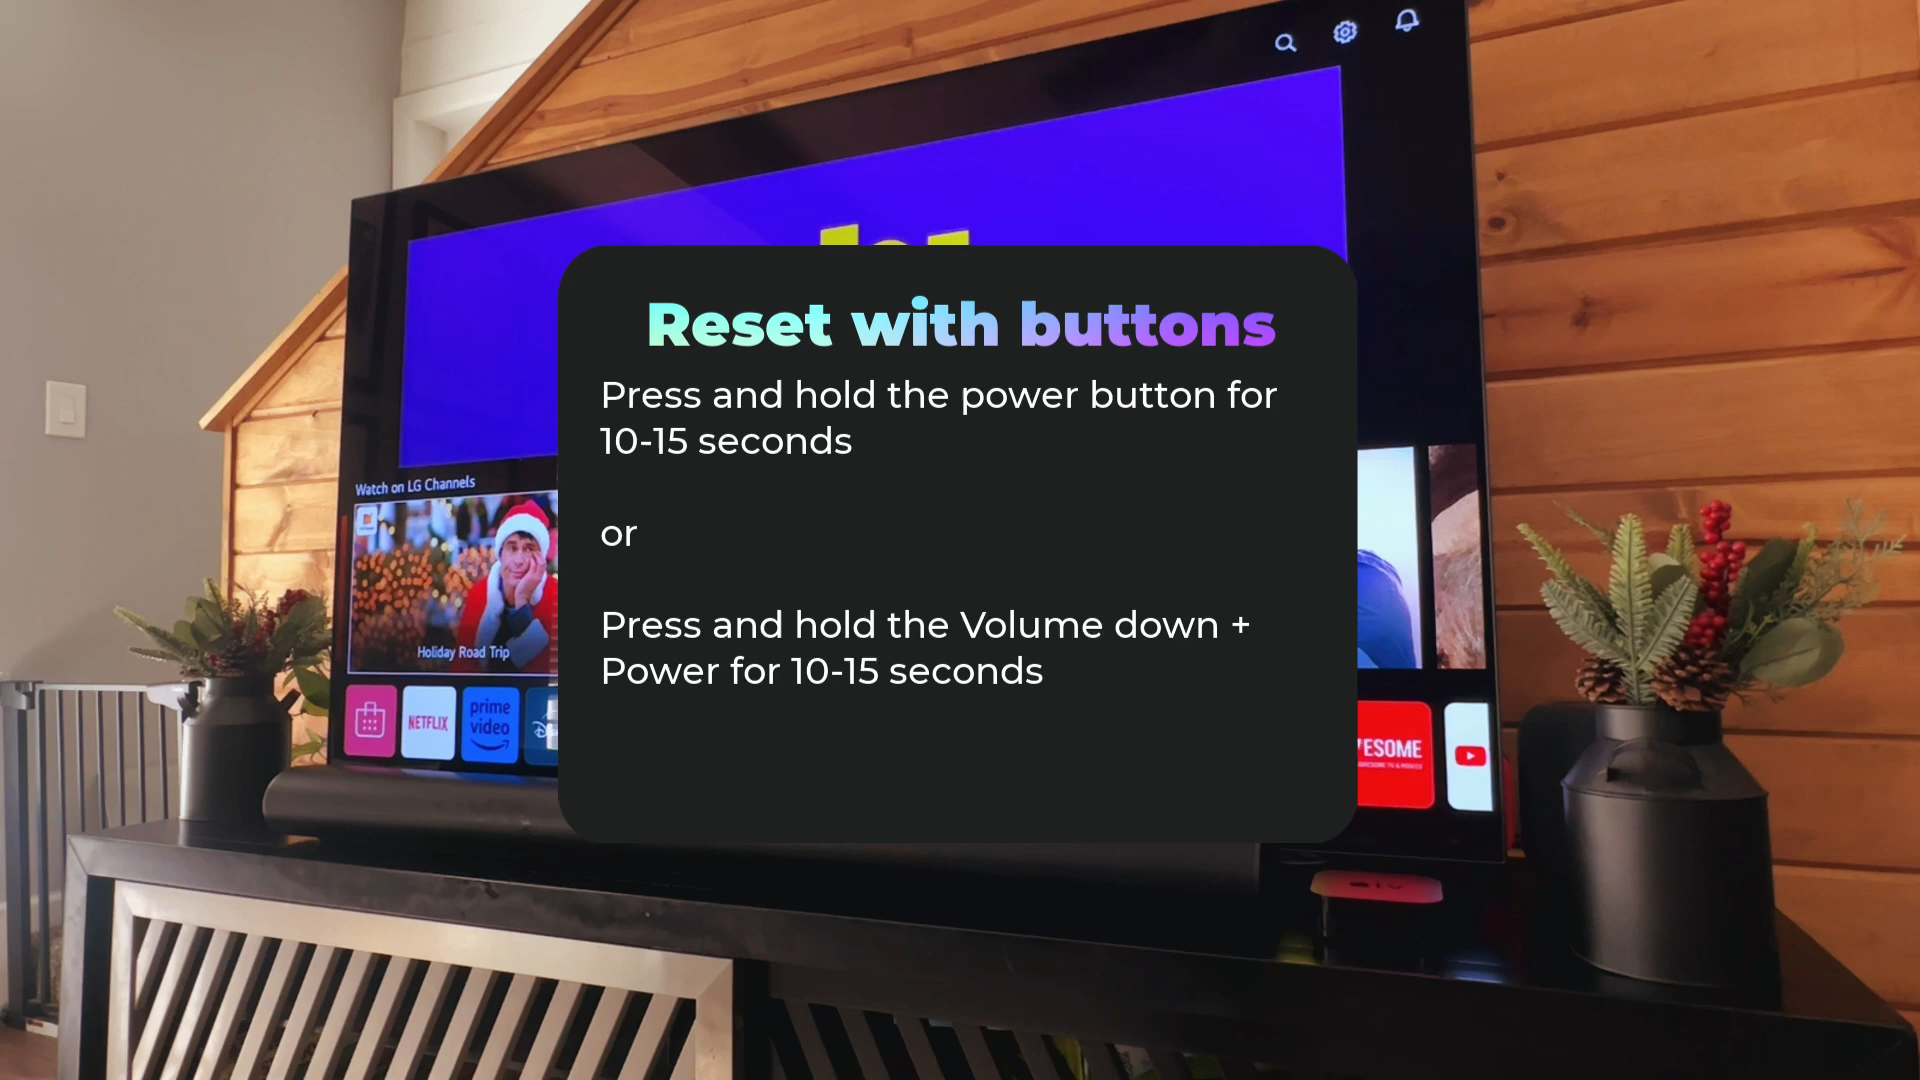 Reset with buttons
Press and hold the power button for
10-15 seconds
or
Press and hold the Volume down +
Power for 10-15 seconds
Watch on LG Channels
Holiday Road Trip
NETFLIX
prime
video
ESOME
tv